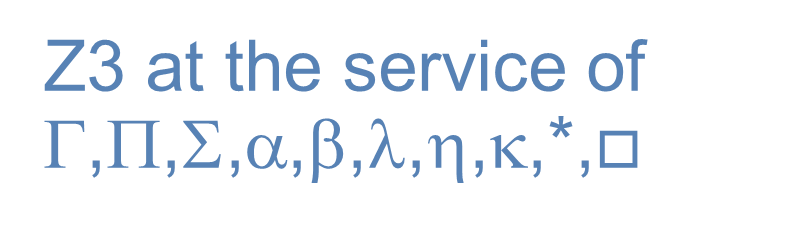 Z3 at the service of
Γ,Π,Σ,α,β,λ,η,κ,*,□